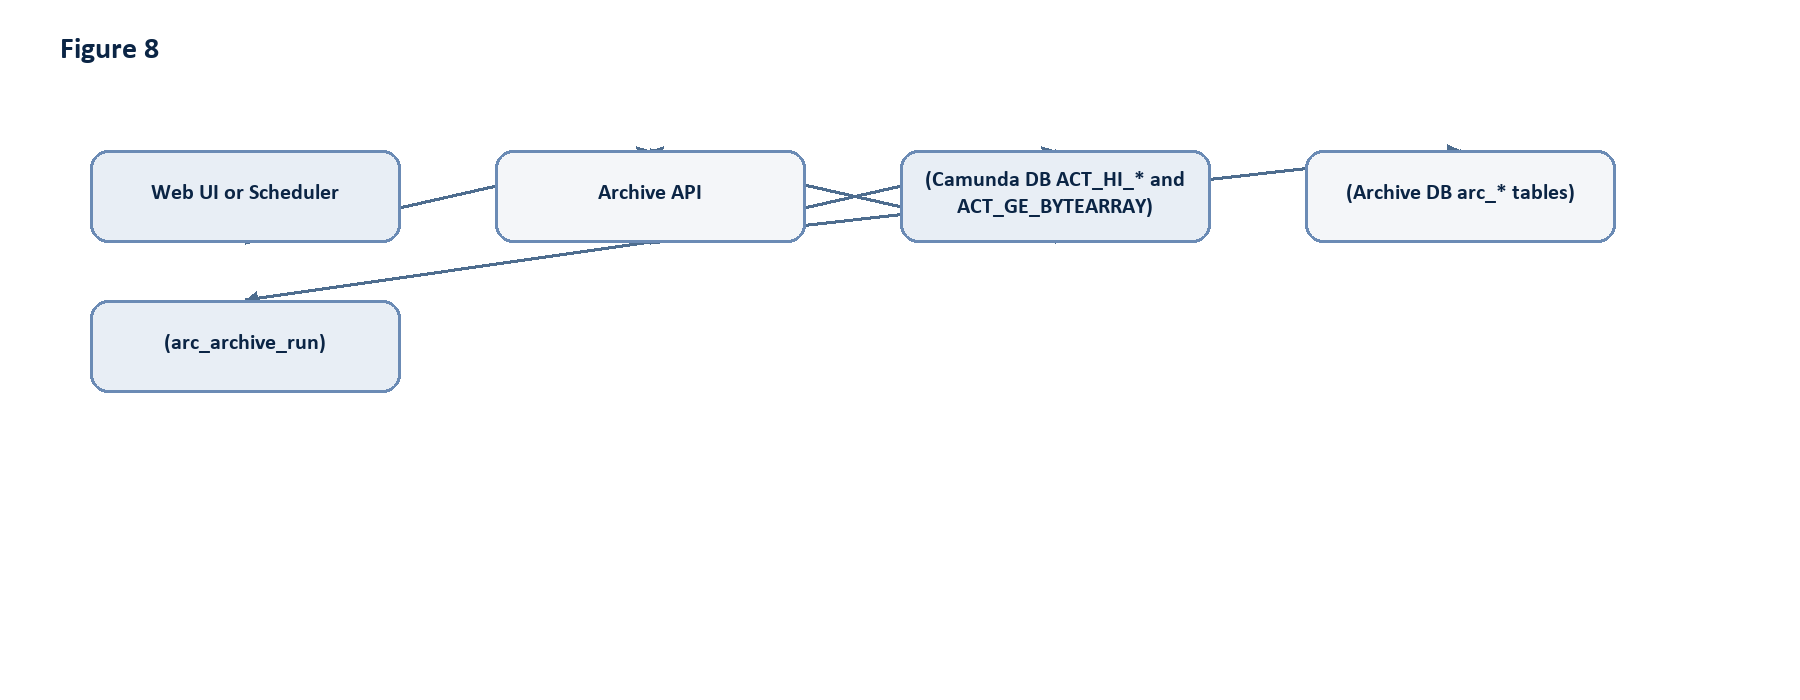 Figure 8
Web UI or Scheduler
Archive API
(Camunda DB ACT_HI_* and
ACT_GE_BYTEARRAY)
(Archive DB arc_* tables)
(arc_archive_run)